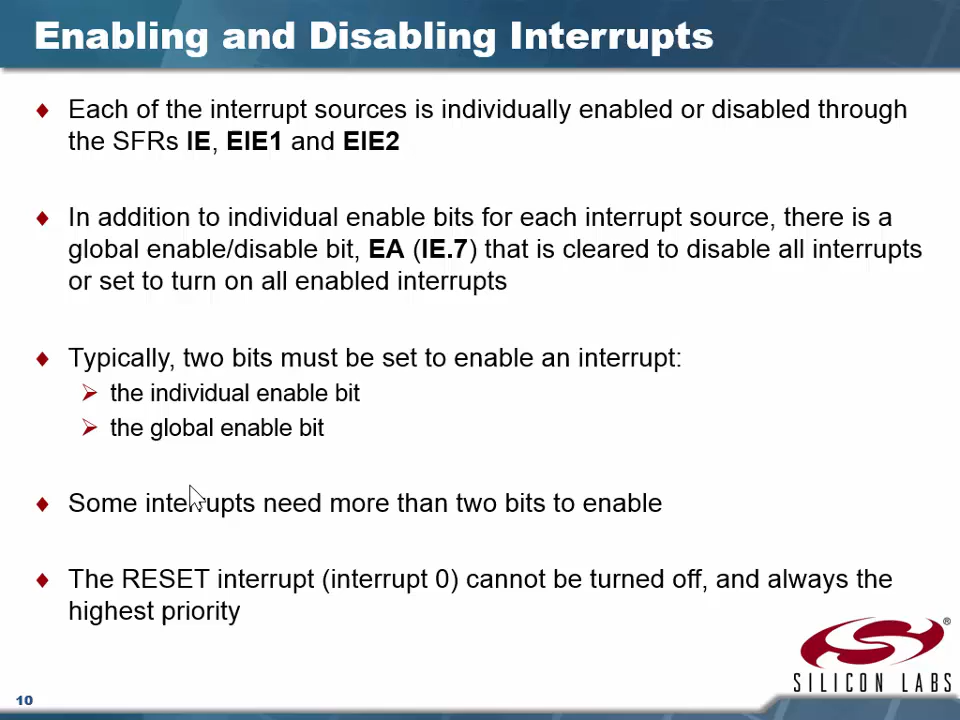 Enabling and Disabling Interrupts
Each of the interrupt sources is individually enabled or disabled through
the SFRs IE, EIE1 and EIE2
In addition to individual enable bits for each interrupt source, there is a
global enable/disable bit, EA (IE.7) that is cleared to disable all interrupts
or set to turn on all enabled interrupts
Typically, two bits must be set to enable an interrupt:
the individual enable bit
the global enable bit
Some interrupts need more than two bits to enable
The RESET interrupt (interrupt 0) cannot be turned off, and always the
highest priority
®
SILICON LABS
10